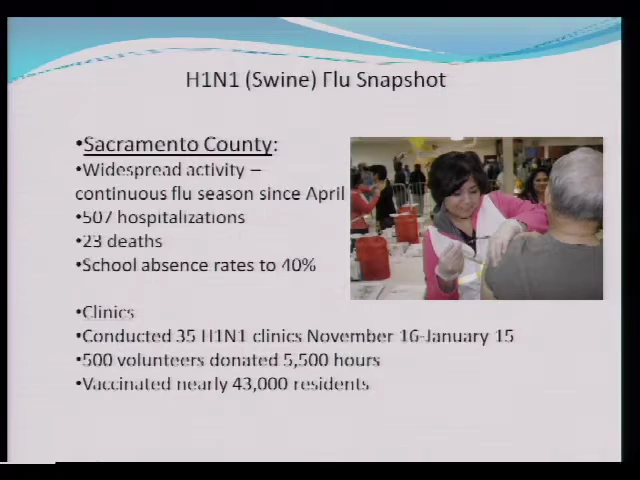 H1N1 (Swine) Flu Snapshot
•Sacramento County:
•Widespread activity –
continuous flu season since April
•507 hospitalizations
•23 deaths
•School absence rates to 40%
•Clinics
•Conducted 35 H1N1 clinics November 16-January 15
•500 volunteers donated 5,500 hours
•Vaccinated nearly 43,000 residents